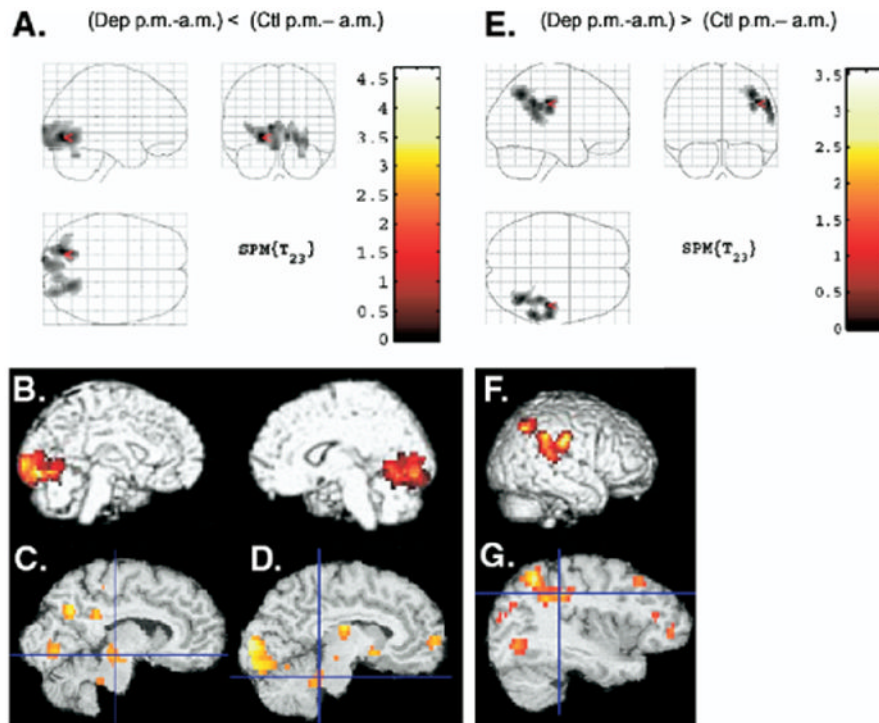 A. (Dep p.m.-a.m.) < (Ctl p.m.– a.m.)
4.5
4
3.5
3
2.5
2
1.5
1
0.5
0
SPM{T23}
E. (Dep p.m.-a.m.) > (Ctl p.m.– a.m.)
3.5
3
2.5
2
1.5
1
0.5
0
SPM{T23}
B.
F.
C.
D.
G.